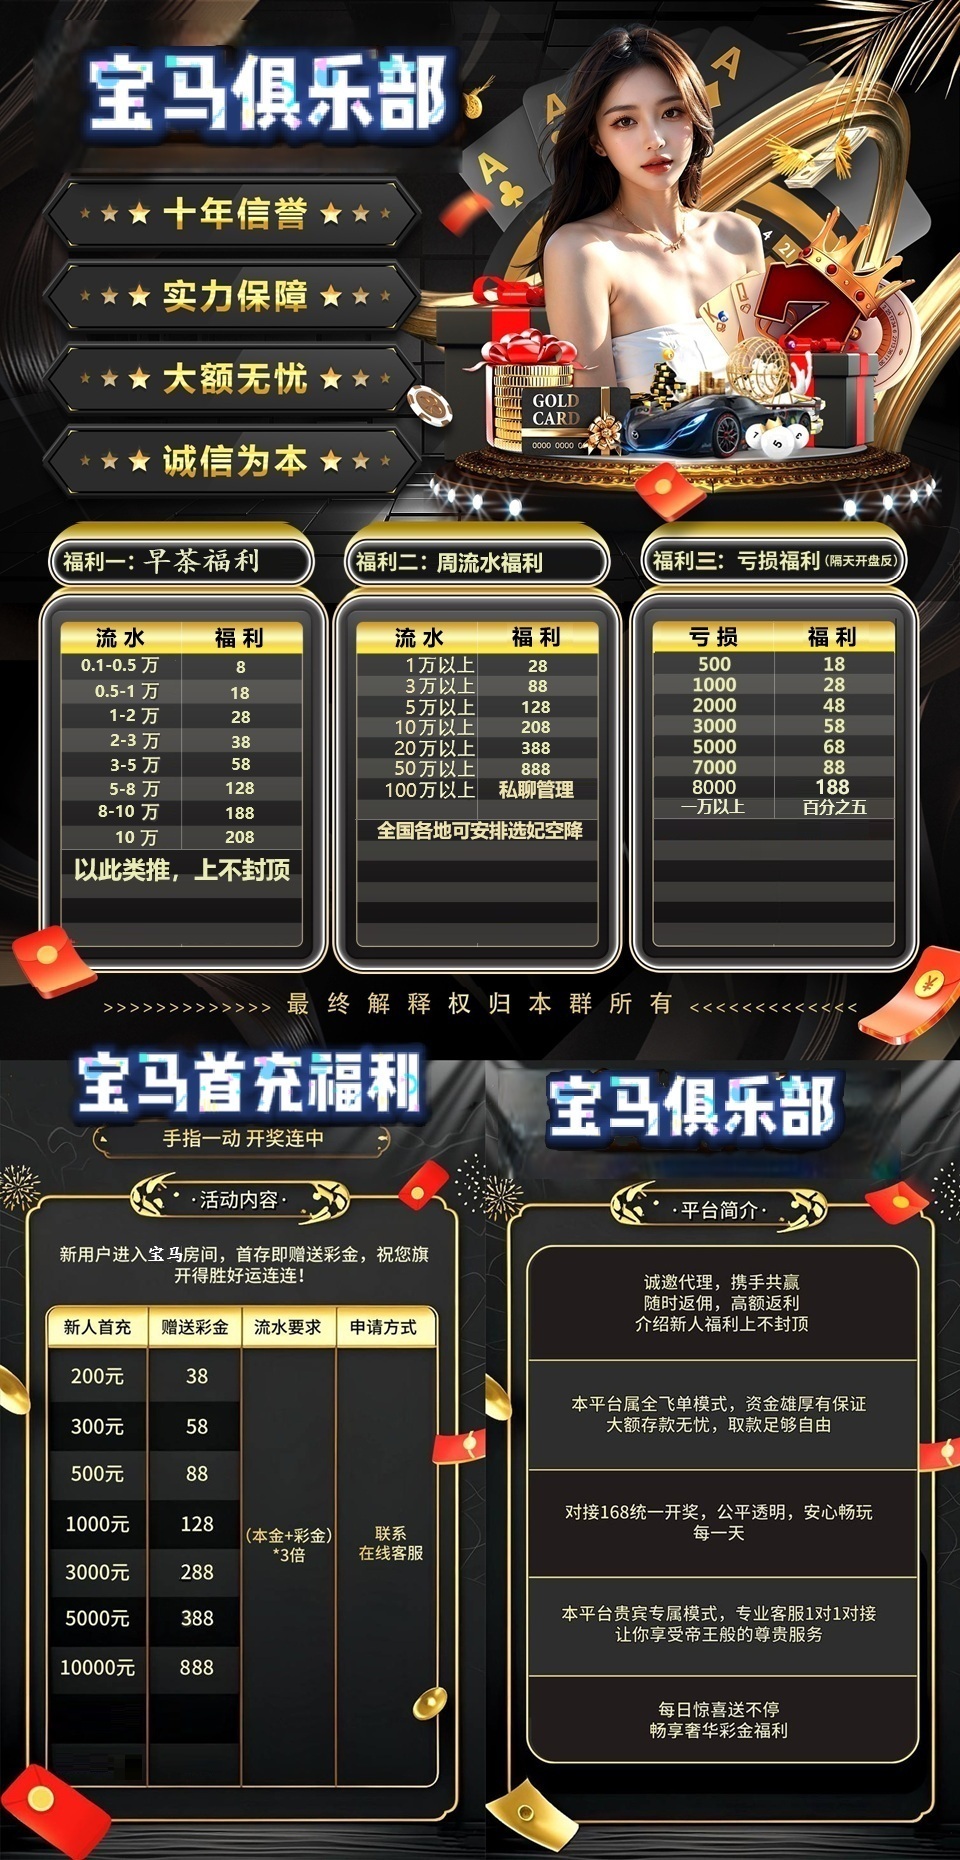 宝马俱乐部
十年信誉
实力保障
大额无忧
诚信为本
A
A
A
K
Q
7
4 21
GOLD
CARD
0000 0000 0
5
福利一：早茶福利
流水 福利
0.1-0.5 万 8
0.5-1 万 18
1-2 万 28
2-3 万 38
3-5 万 58
5-8 万 128
8-10 万 188
10 万 208
以此类推，上不封顶
福利二：周流水福利
流水 福利
1万以上 28
3万以上 88
5万以上 128
10万以上 208
20万以上 388
50万以上 888
100万以上 私聊管理
全国各地可安排选妃空降
福利三：亏损福利(隔天开盘反)
亏损 福利
500 18
1000 28
2000 48
3000 58
5000 68
7000 88
8000 188
一万以上 百分之五
>>>>>>>>>>>>> 最终解释权归本群所有 <<<<<<<<<<<<<
宝马首充福利
手指一动 开奖连中
·活动内容·
新用户进入宝马房间，首存即赠送彩金，祝您旗
开得胜好运连连！
新人首充 赠送彩金 流水要求 申请方式
200元 38
300元 58
500元 88
1000元 128
3000元 288
5000元 388
10000元 888
（本金+彩金）
*3倍
联系
在线客服
宝马俱乐部
·平台简介·
诚邀代理，携手共赢
随时返佣，高额返利
介绍新人福利上不封顶
本平台属全飞单模式，资金雄厚有保证
大额存款无忧，取款足够自由
对接168统一开奖，公平透明，安心畅玩
每一天
本平台贵宾专属模式，专业客服1对1对接
让你享受帝王般的尊贵服务
每日惊喜送不停
畅享奢华彩金福利